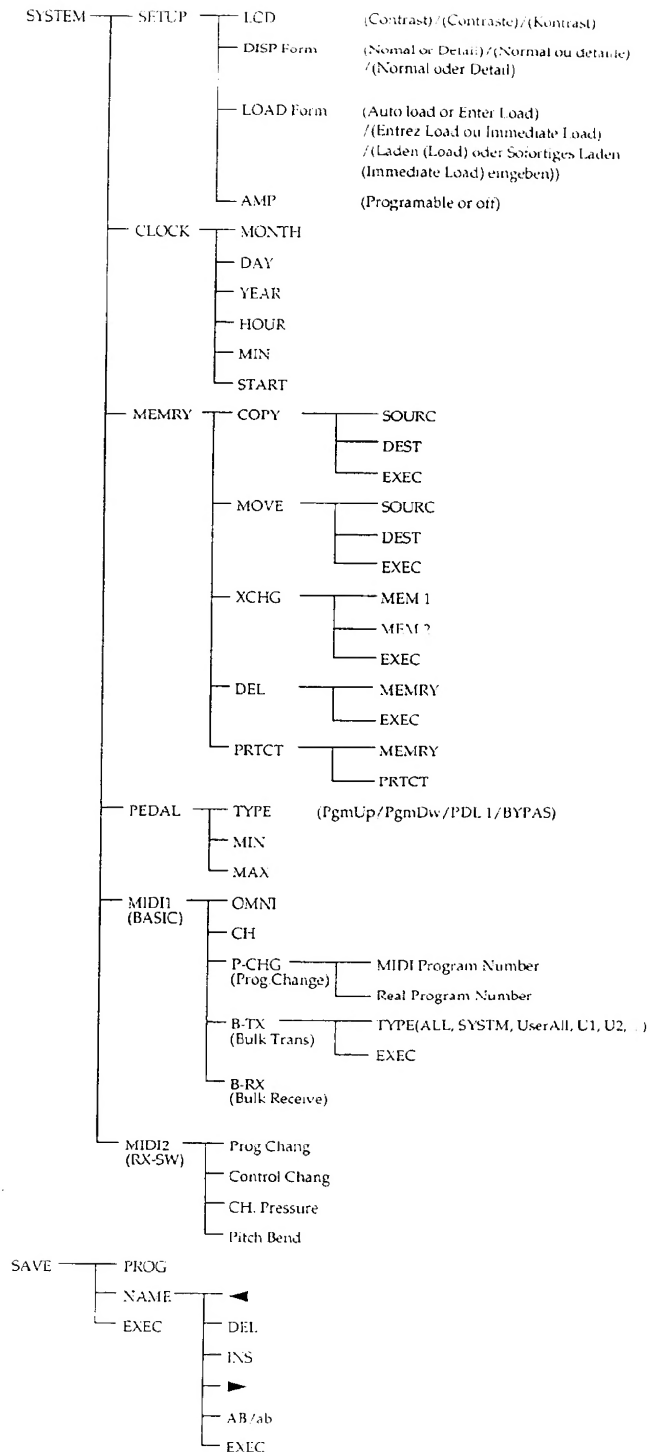 SYSTEM SETUP LCD (Contrast)/(Contraste)/(Kontrast)
DISP Form (Nomal or Detail)/(Normal ou détaité)
/(Normal oder Detail)
LOAD Form (Auto load or Enter Load)
/(Entrez Load ou Immediate Load)
/(Laden (Load) oder Sofortiges Laden
(Immediate Load) eingeben))
AMP (Programable or off)
CLOCK MONTH
DAY
YEAR
HOUR
MIN
START
MEMRY COPY SOURC
DEST
EXEC
MOVE SOURC
DEST
EXEC
XCHG MEM 1
MEM 2
EXEC
DEL MEMRY
EXEC
PRTCT MEMRY
PRTCT
PEDAL TYPE (PgmUp/PgmDw/PDL 1/BYPAS)
MIN
MAX
MIDI1 OMNI
(BASIC)
CH
P-CHG MIDI Program Number
(Prog.Change)
Real Program Number
B-TX TYPE(ALL, SYSTM, UserAll, U1, U2, ...)
(Bulk Trans)
EXEC
B-RX
(Bulk Receive)
MIDI2 Prog Chang
(RX-SW)
Control Chang
CH. Pressure
Pitch Bend
SAVE PROG
NAME ◄
EXEC DEL
INS
►
AB/ab
EXEC